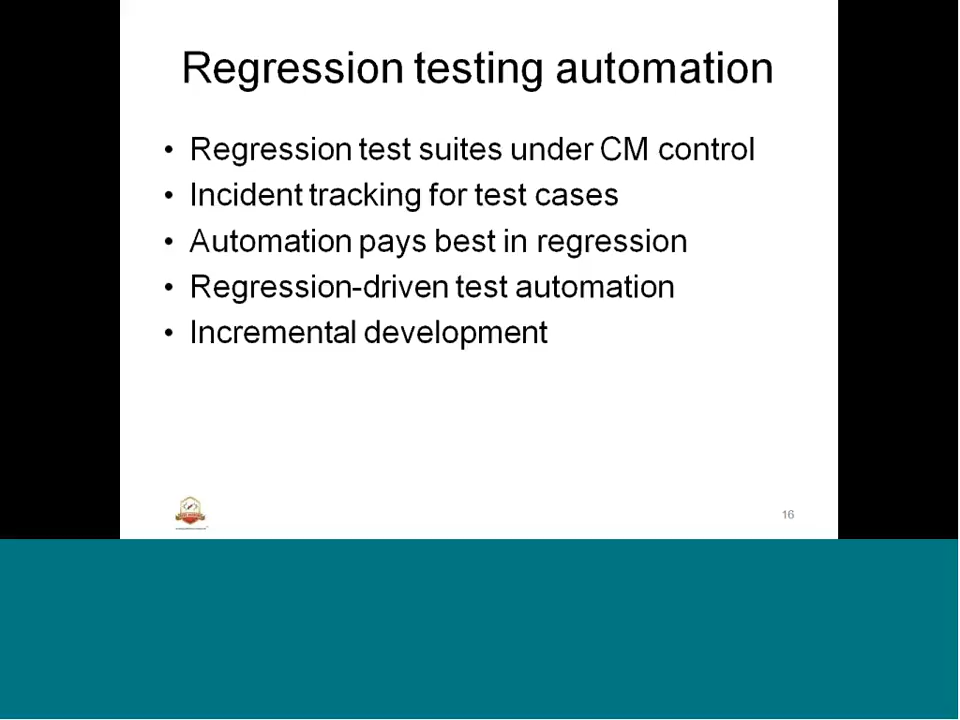 Regression testing automation
• Regression test suites under CM control
• Incident tracking for test cases
• Automation pays best in regression
• Regression-driven test automation
• Incremental development
16